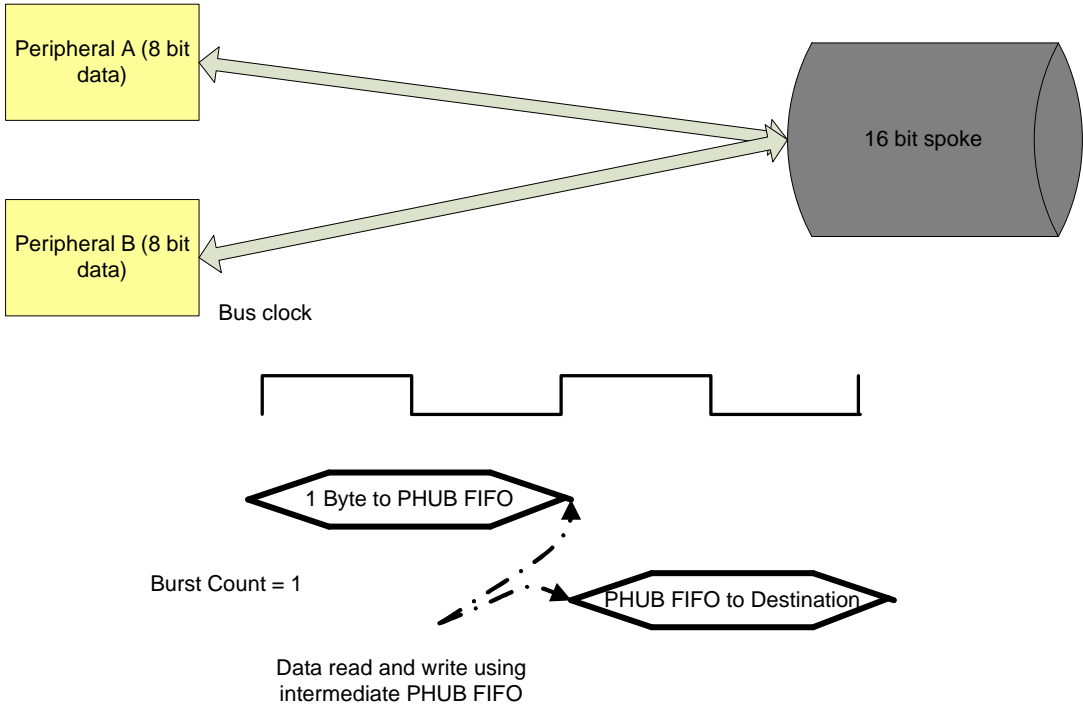 Peripheral A (8 bit
data)
16 bit spoke
Peripheral B (8 bit
data)
Bus clock
1 Byte to PHUB FIFO
Burst Count = 1
PHUB FIFO to Destination
Data read and write using
intermediate PHUB FIFO